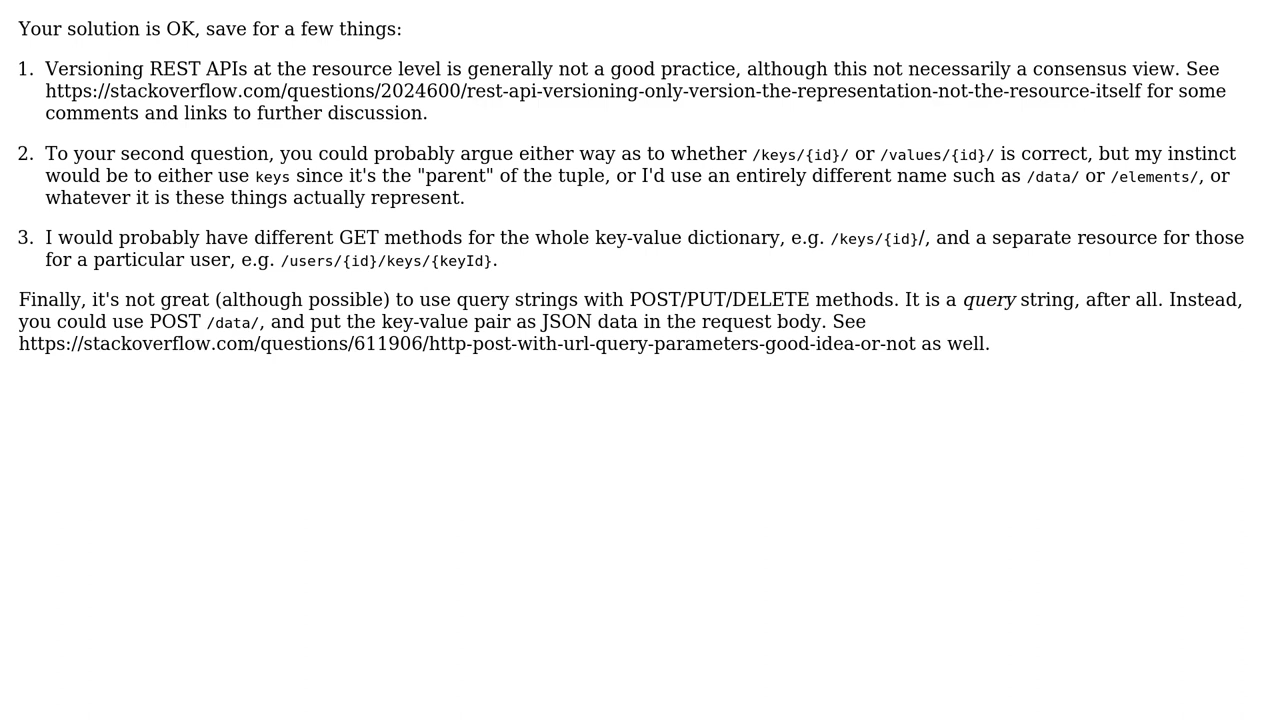 Your solution is OK, save for a few things:
1. Versioning REST APIs at the resource level is generally not a good practice, although this not necessarily a consensus view. See
https://stackoverflow.com/questions/2024600/rest-api-versioning-only-version-the-representation-not-the-resource-itself for some
comments and links to further discussion.
2. To your second question, you could probably argue either way as to whether /keys/{id}/ or /values/{id}/ is correct, but my instinct
would be to either use keys since it's the "parent" of the tuple, or I'd use an entirely different name such as /data/ or /elements/, or
whatever it is these things actually represent.
3. I would probably have different GET methods for the whole key-value dictionary, e.g. /keys/{id}/, and a separate resource for those
for a particular user, e.g. /users/{id}/keys/{keyId}.
Finally, it's not great (although possible) to use query strings with POST/PUT/DELETE methods. It is a query string, after all. Instead,
you could use POST /data/, and put the key-value pair as JSON data in the request body. See
https://stackoverflow.com/questions/611906/http-post-with-url-query-parameters-good-idea-or-not as well.